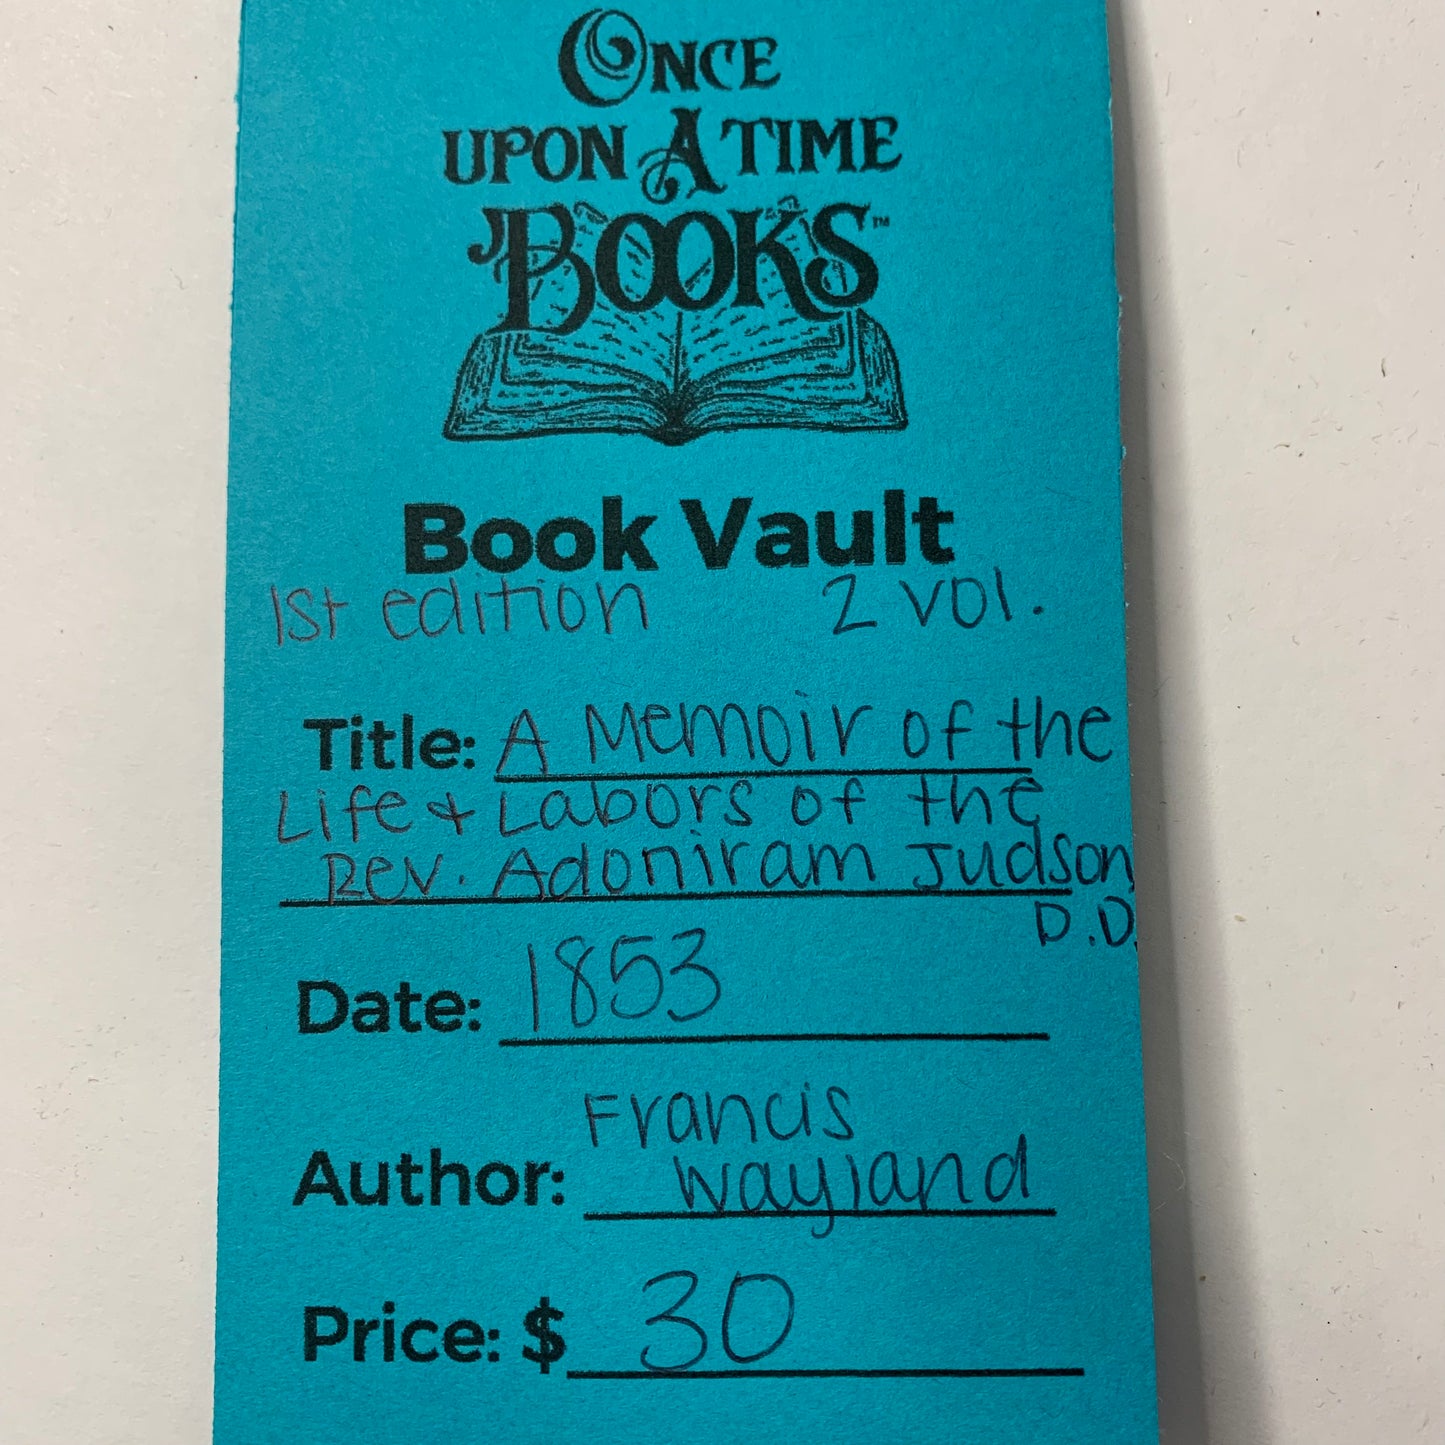 ONCE
UPON A TIME
BOOKS™
Book Vault
1st edition 2 vol.
Title: A Memoir of the
Life & Labors of the
Rev. Adoniram Judson
D.D.
Date: 1853
Francis
Author: Wayland
Price: $ 30